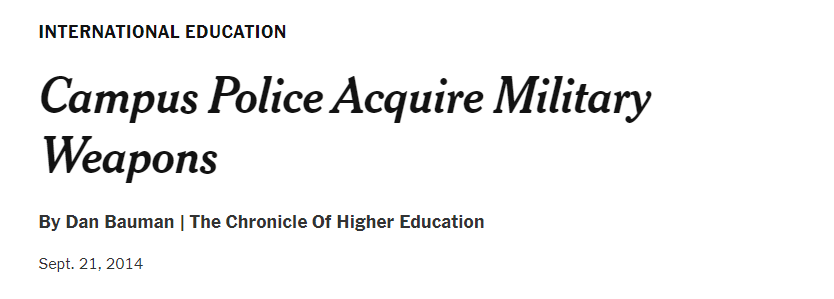 INTERNATIONAL EDUCATION
Campus Police Acquire Military
Weapons
By Dan Bauman | The Chronicle Of Higher Education
Sept. 21, 2014